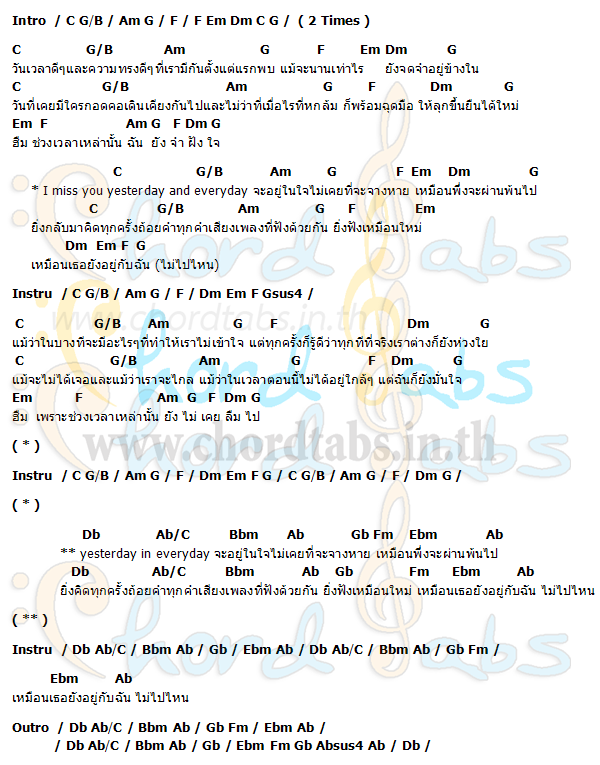 Intro / C G/B / Am G / F / F Em Dm C G / ( 2 Times )
C G/B Am G F Em Dm G
วันเวลาดีๆและความทรงดีๆที่เรามีกันตั้งแต่แรกพบ แม้จะนานเท่าไร ยังจดจำอยู่ข้างใน
C G/B Am G F Dm G
วันที่เคยมีใครกอดคอเดินเคียงกันไปและไม่ว่าที่เมื่อไรที่หกล้ม ก็พร้อมฉุดมือ ให้ลุกขึ้นยืนได้ใหม่
Em F Am G F Dm G
ฮืม ช่วงเวลาเหล่านั้น ฉัน ยัง จำ ฝัง ใจ
C G/B Am G F Em Dm G
* I miss you yesterday and everyday จะอยู่ในใจไม่เคยที่จะจางหาย เหมือนพึ่งจะผ่านพ้นไป
C G/B Am G F Em
ยิ่งกลับมาคิดทุกครั้งถ้อยคำทุกคำเสียงเพลงที่ฟังด้วยกัน ยิ่งฟังเหมือนใหม่
Dm Em F G
เหมือนเธอยังอยู่กับฉัน (ไม่ไปไหน)
Instru / C G/B / Am G / F / Dm Em F Gsus4 /
www.chordtabs.in.th
C G/B Am G F Dm G
แม้ว่าในบางทีจะมีอะไรๆที่ทำให้เราไม่เข้าใจ แต่ทุกครั้งก็รู้ดีว่าทุกทีที่จริงเราต่างก็ยังห่วงใย
C G/B Am G F Dm G
แม้จะไม่ได้เจอและแม้ว่าเราจะไกล แม้ว่าในเวลาตอนนี้ไม่ได้อยู่ใกล้ๆ แต่ฉันก็ยังมั่นใจ
Em F Am G F Dm G
ฮืม เพราะช่วงเวลาเหล่านั้น ยัง ไม่ เคย ลืม ไป
( * )
www.chordtabs.in.th
Instru / C G/B / Am G / F / Dm Em F G / C G/B / Am G / F / Dm G /
( * )
Db Ab/C Bbm Ab Gb Fm Ebm Ab
** yesterday in everyday จะอยู่ในใจไม่เคยที่จะจางหาย เหมือนพึ่งจะผ่านพ้นไป
Db Ab/C Bbm Ab Gb Fm Ebm Ab
ยิ่งคิดทุกครั้งถ้อยคำทุกคำเสียงเพลงที่ฟังด้วยกัน ยิ่งฟังเหมือนใหม่ เหมือนเธอยังอยู่กับฉัน ไม่ไปไหน
( ** )
Instru / Db Ab/C / Bbm Ab / Gb / Ebm Ab / Db Ab/C / Bbm Ab / Gb Fm /
Ebm Ab
เหมือนเธอยังอยู่กับฉัน ไม่ไปไหน
Outro / Db Ab/C / Bbm Ab / Gb Fm / Ebm Ab /
/ Db Ab/C / Bbm Ab / Gb / Ebm Fm Gb Absus4 Ab / Db /